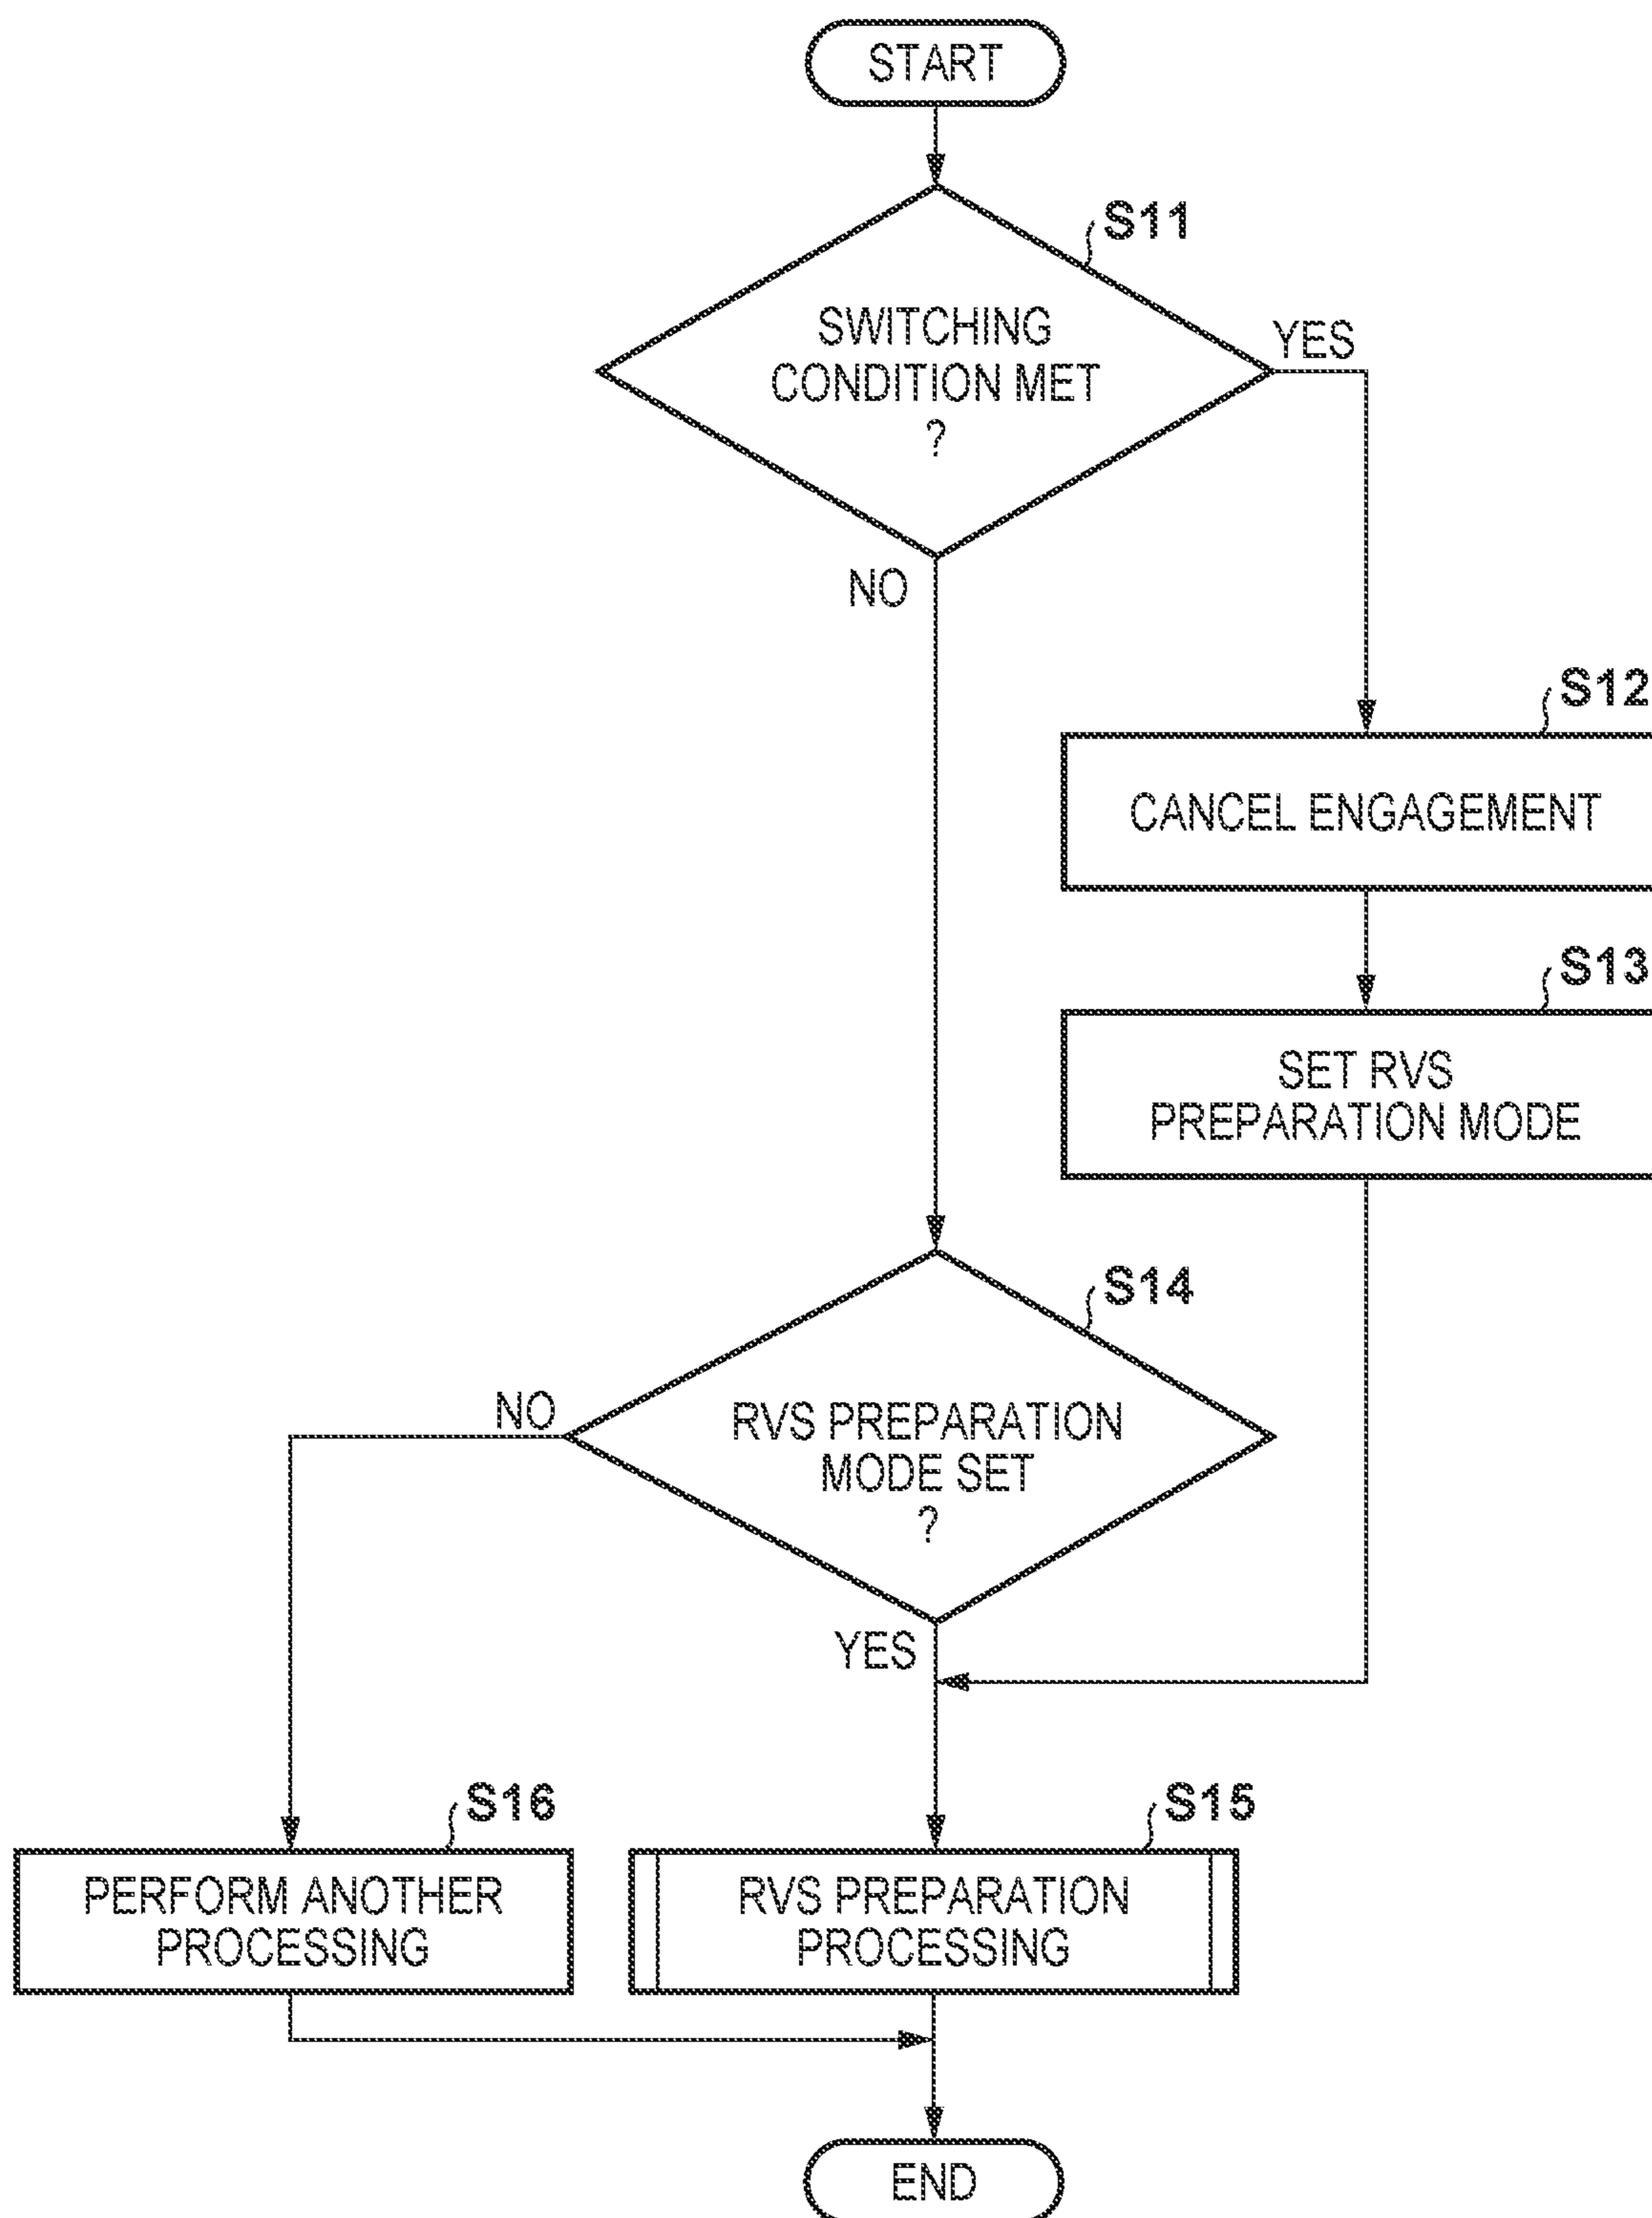 START
S11
SWITCHING
CONDITION MET
?
YES
NO
S12
CANCEL ENGAGEMENT
S13
SET RVS
PREPARATION MODE
S14
NO
RVS PREPARATION
MODE SET
?
YES
S16
PERFORM ANOTHER
PROCESSING
S15
RVS PREPARATION
PROCESSING
END